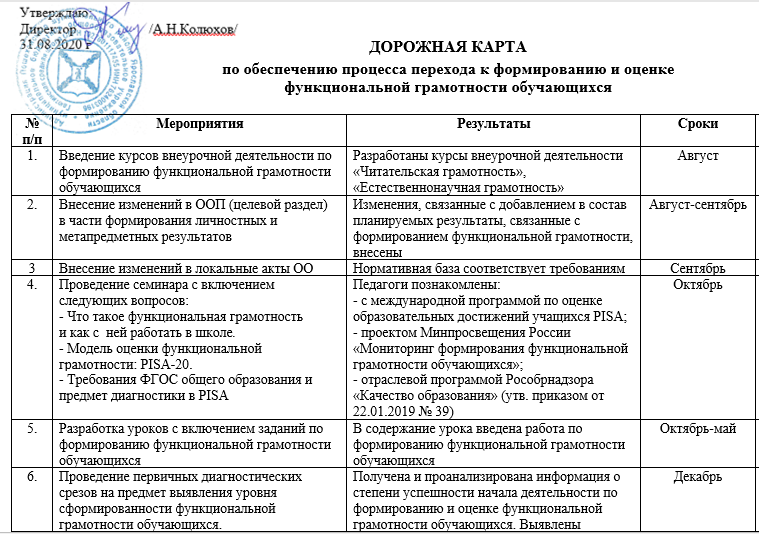 Утверждаю
Директор /А.Н.Колюхов/
31.08.2020 г
ДОРОЖНАЯ КАРТА
по обеспечению процесса перехода к формированию и оценке
функциональной грамотности обучающихся
№ п/п Мероприятия Результаты Сроки
1. Введение курсов внеурочной деятельности по формированию функциональной грамотности обучающихся Разработаны курсы внеурочной деятельности «Читательская грамотность», «Естественнонаучная грамотность» Август
2. Внесение изменений в ООП (целевой раздел) в части формирования личностных и метапредметных результатов Изменения, связанные с добавлением в состав планируемых результаты, связанные с формированием функциональной грамотности, внесены Август-сентябрь
3 Внесение изменений в локальные акты ОО Нормативная база соответствует требованиям Сентябрь
4. Проведение семинара с включением следующих вопросов:
- Что такое функциональная грамотность
и как с ней работать в школе.
- Модель оценки функциональной
грамотности: PISA-20.
- Требования ФГОС общего образования и
предмет диагностики в PISA
Педагоги познакомлены:
- с международной программой по оценке
образовательных достижений учащихся PISA;
- проектом Минпросвещения России
«Мониторинг формирования функциональной
грамотности обучающихся»;
- отраслевой программой Рособрнадзора
«Качество образования» (утв. приказом от
22.01.2019 № 39)
Октябрь
5. Разработка уроков с включением заданий по формированию функциональной грамотности обучающихся В содержание урока введена работа по формированию функциональной грамотности обучающихся Октябрь-май
6. Проведение первичных диагностических срезов на предмет выявления уровня сформированности функциональной грамотности обучающихся. Получена и проанализирована информация о степени успешности начала деятельности по формированию и оценке функциональной грамотности обучающихся. Выявлены Декабрь